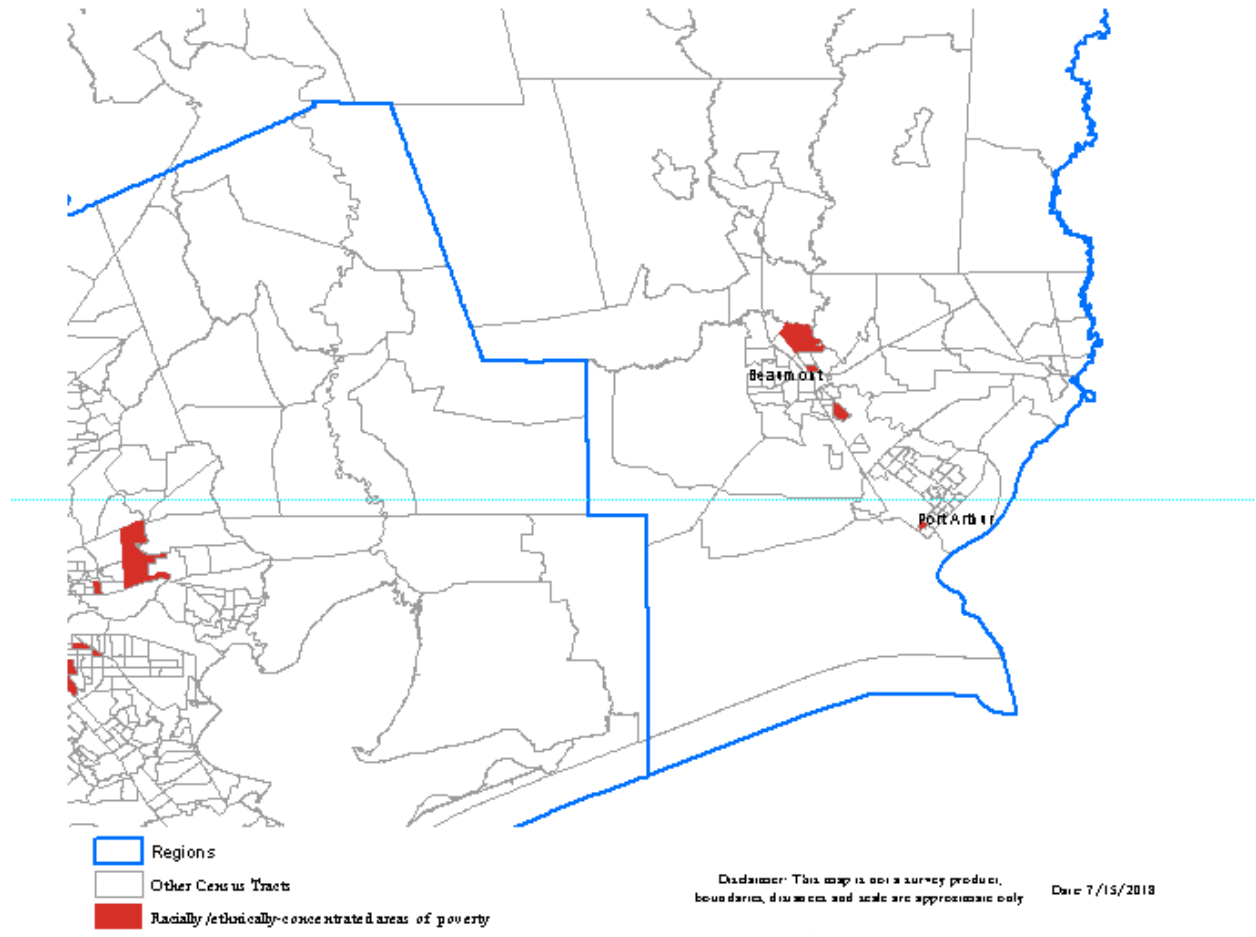 Beaumont
Port Arthur
Regions
Other Census Tracts
Racially/ethnically-concentrated areas of poverty
Disclaimer: This map is not a survey product,
boundaries, distances and scale are approximate only
Date 7/15/2018